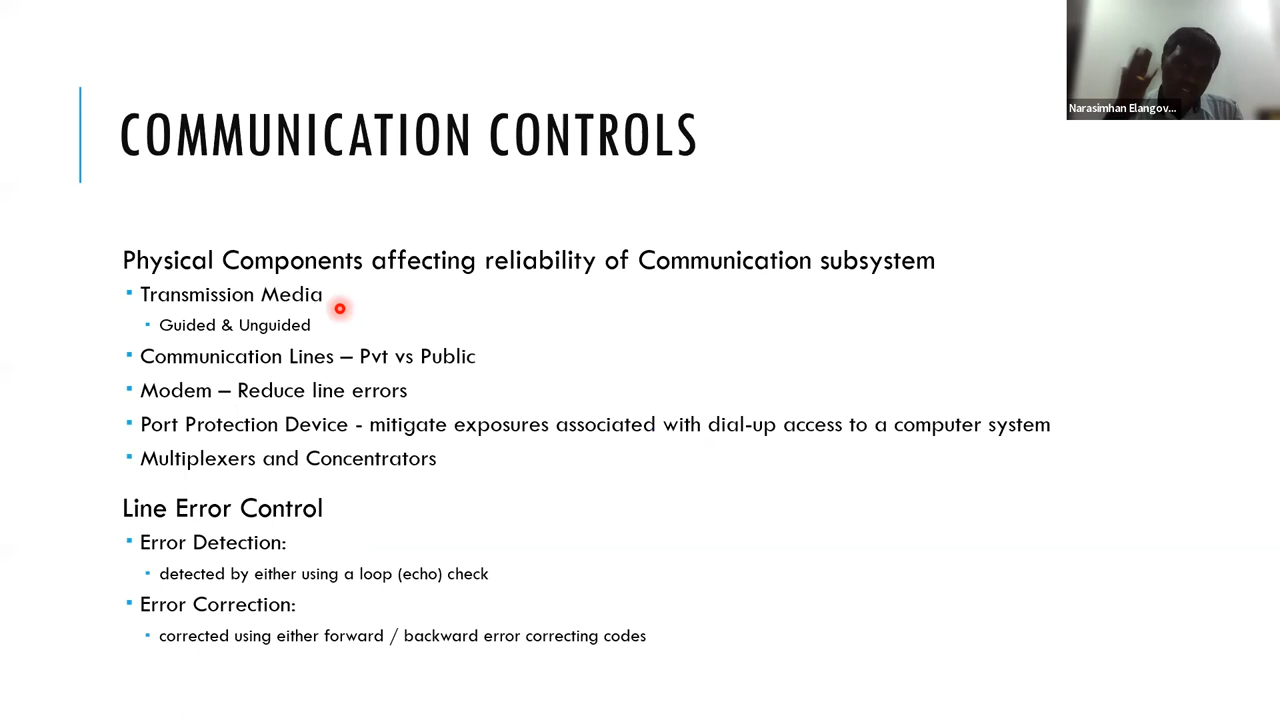 Narasimhan Elangov...
COMMUNICATION CONTROLS
Physical Components affecting reliability of Communication subsystem
Transmission Media
Guided & Unguided
Communication Lines – Pvt vs Public
Modem – Reduce line errors
Port Protection Device - mitigate exposures associated with dial-up access to a computer system
Multiplexers and Concentrators
Line Error Control
Error Detection:
detected by either using a loop (echo) check
Error Correction:
corrected using either forward / backward error correcting codes